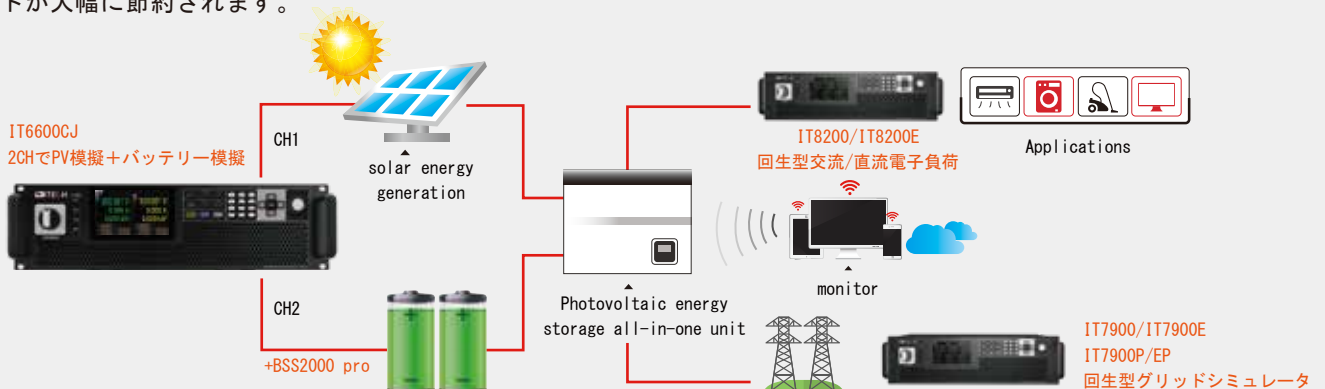 ドが大幅に節約されます。
IT6600CJ
2CHでPV模擬＋バッテリー模擬
CH1
solar energy
generation
IT8200/IT8200E
回生型交流/直流電子負荷
Applications
CH2
+BSS2000 pro
Photovoltaic energy
storage all-in-one unit
monitor
IT7900/IT7900E
IT7900P/EP
回生型グリッドシミュレータ